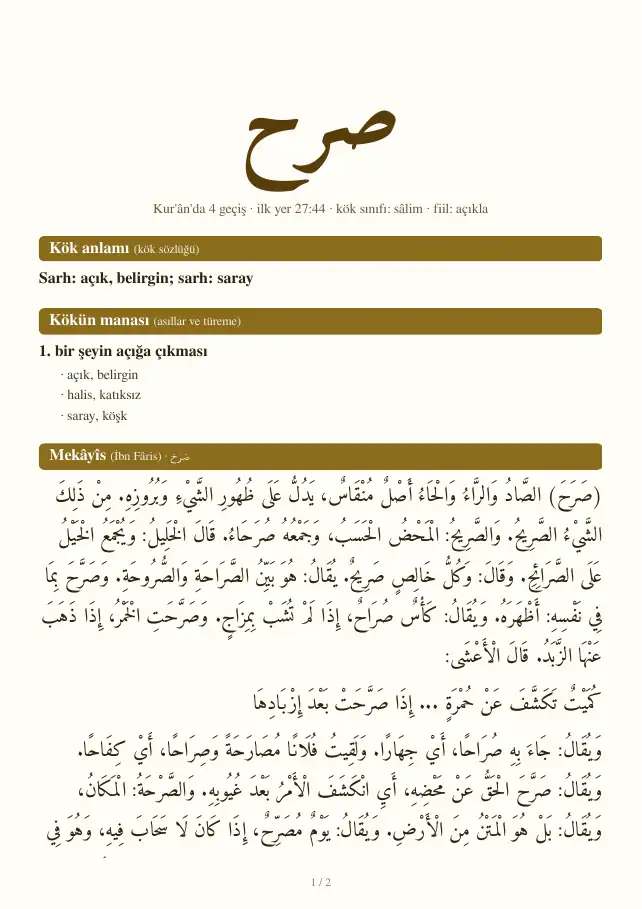 صرح
Kur'ân'da 4 geçiş · ilk yer 27:44 · kök sınıfı: sâlim · fiil: açıkla
Kök anlamı (kök sözlüğü)
Sarh: açık, belirgin; sarh: saray
Kökün manası (asıllar ve türeme)
1. bir şeyin açığa çıkması
· açık, belirgin
· halis, katıksız
· saray, köşk
Mekâyîs (İbn Fâris) · صَرَحَ
(صَرَحَ) الصَّادُ وَالرَّاءُ وَالْحَاءُ أَصْلٌ مُنْقَاسٌ، يَدُلُّ عَلَى ظُهُورِ الشَّيْءِ وَبُرُوزِهِ. مِنْ ذَلِكَ
الشَّيْءُ الصَّرِيحُ. وَالصَّرِيحُ: الْمَحْضُ الْحَسَبُ، وَجَمْعُهُ صُرَحَاءُ. قَالَ الْخَلِيلُ: وَيُجْمَعُ الْخَيْلُ
عَلَى الصَّرَائِحِ. وَقَالَ: وَكُلُّ خَالِصٍ صَرِيحٌ. يُقَالُ: هُوَ بَيِّنُ الصَّرَاحَةِ وَالصُّرُوحَةِ. وَصَرَّحَ بِمَا
فِي نَفْسِهِ: أَظْهَرَهُ. وَيُقَالُ: كَأْسٌ صُرَاحٌ، إِذَا لَمْ تُشَبْ بِمِزَاجٍ. وَصَرَّحَتِ الْخَمْرُ، إِذَا ذَهَبَ
عَنْهَا الزَّبَدُ. قَالَ الْأَعْشَى:
كُمَيْتٌ تَكَشَّفَ عَنْ حُمْرَةٍ ... إِذَا صَرَّحَتْ بَعْدَ إِزْبَادِهَا
وَيُقَالُ: جَاءَ بِهِ صُرَاحًا، أَيْ جِهَارًا. وَلَقِيتُ فُلَانًا مُصَارَحَةً وَصِرَاحًا، أَيْ كِفَاحًا.
وَيُقَالُ: صَرَّحَ الْحَقُّ عَنْ مَحْضِهِ، أَيِ انْكَشَفَ الْأَمْرُ بَعْدَ غُيُوبِهِ. وَالصَّرْحَةُ: الْمَكَانُ،
وَيُقَالُ: بَلْ هُوَ الْمَتْنُ مِنَ الْأَرْضِ. وَيُقَالُ: يَوْمٌ مُصَرِّحٌ، إِذَا كَانَ لَا سَحَابَ فِيهِ، وَهُوَ فِي
1 / 2